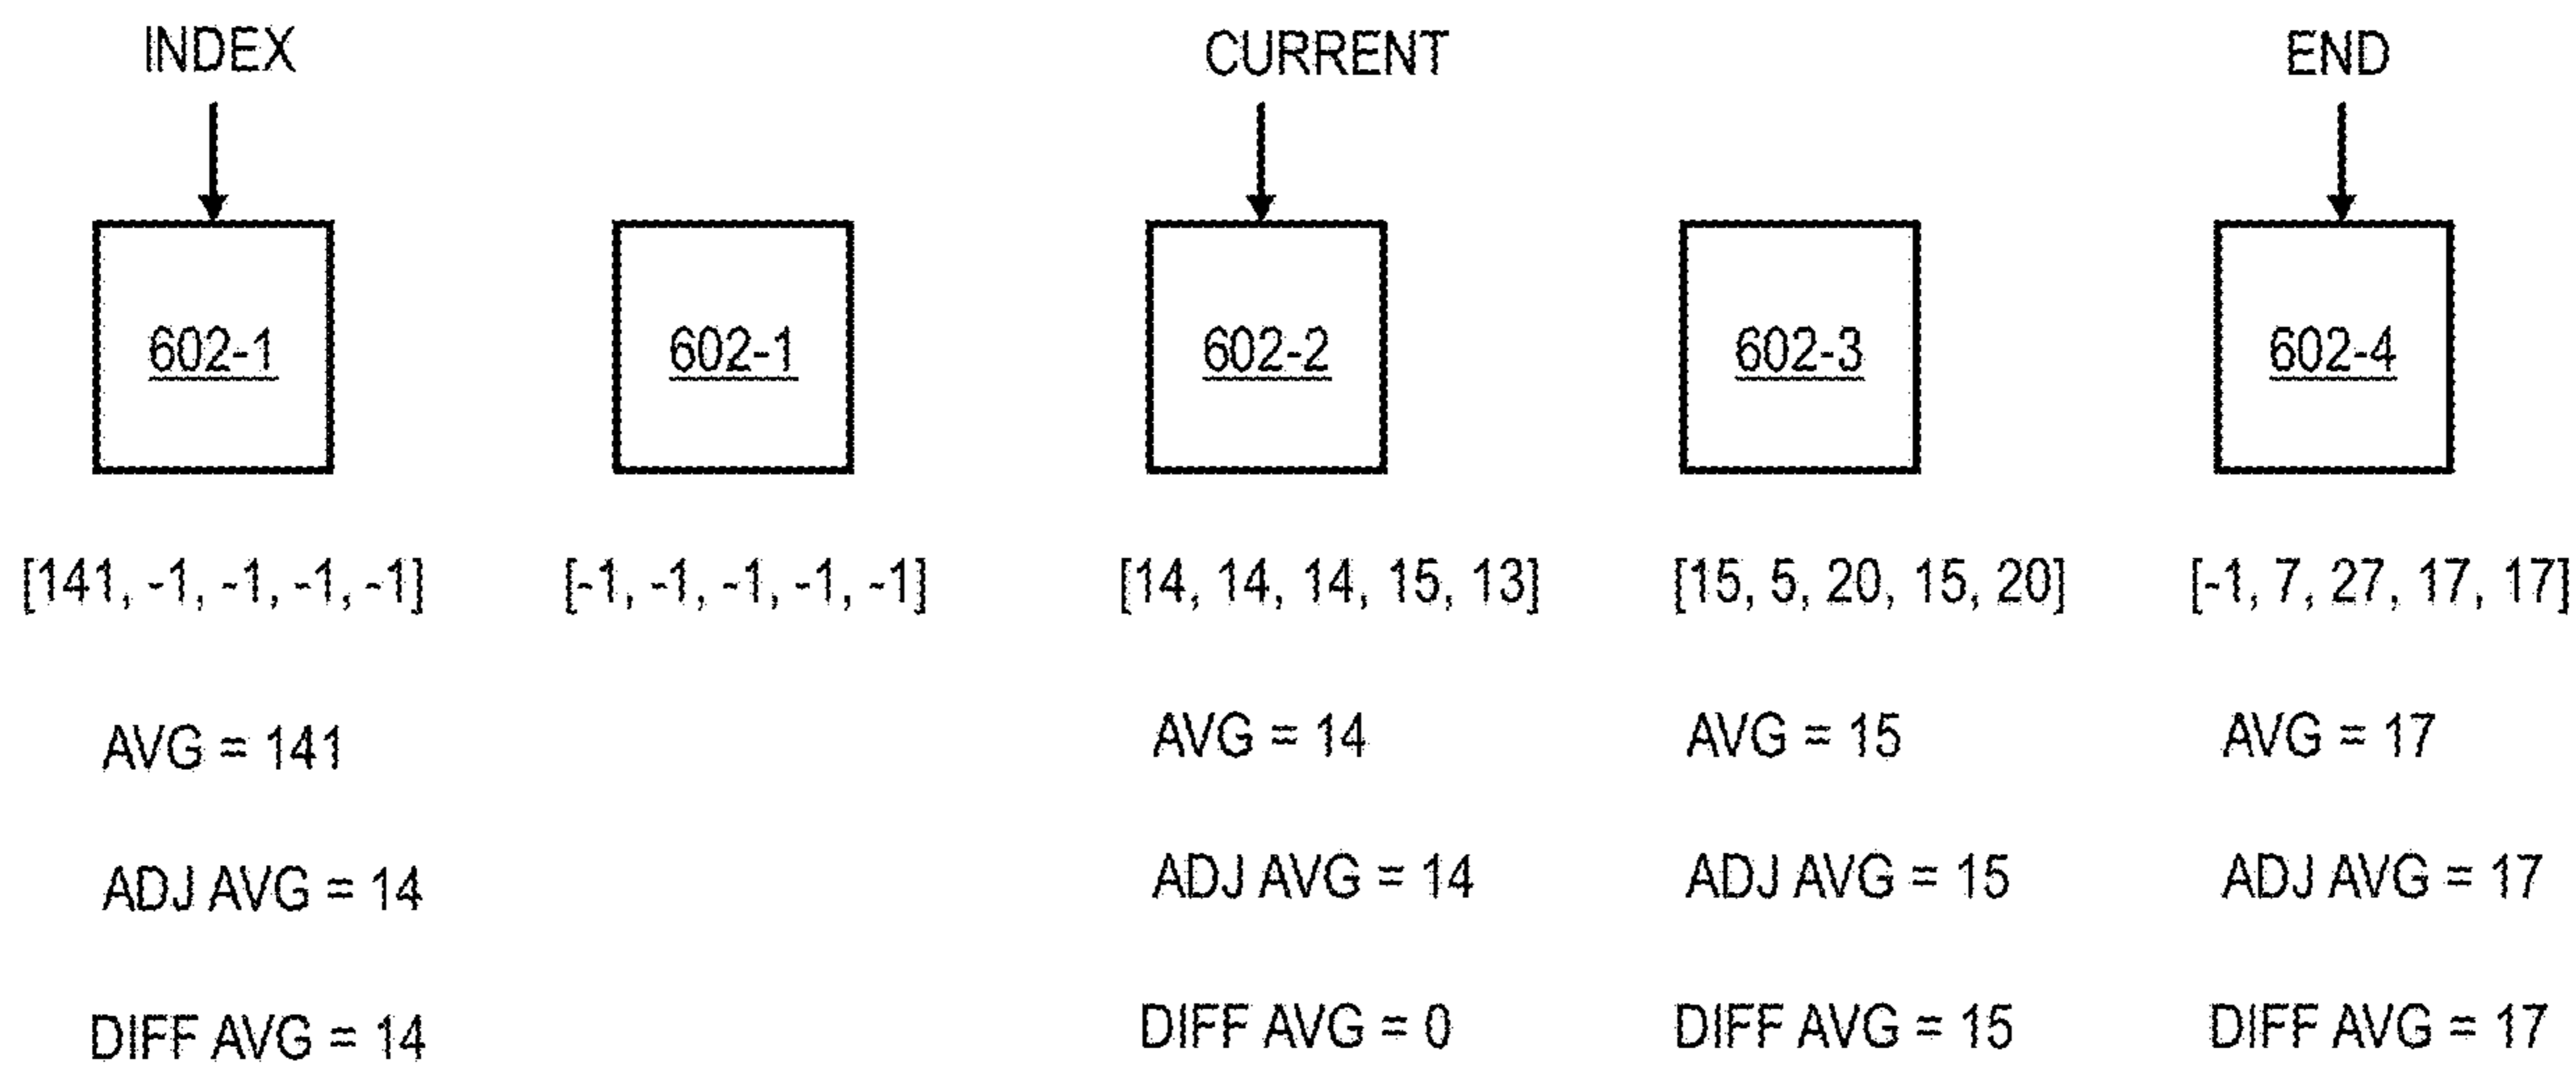 INDEX CURRENT END
602-1 602-1 602-2 602-3 602-4
[141, -1, -1, -1, -1] [-1, -1, -1, -1, -1] [14, 14, 14, 15, 13] [15, 5, 20, 15, 20] [-1, 7, 27, 17, 17]
AVG = 141 AVG = 14 AVG = 15 AVG = 17
ADJ AVG = 14 ADJ AVG = 14 ADJ AVG = 15 ADJ AVG = 17
DIFF AVG = 14 DIFF AVG = 0 DIFF AVG = 15 DIFF AVG = 17